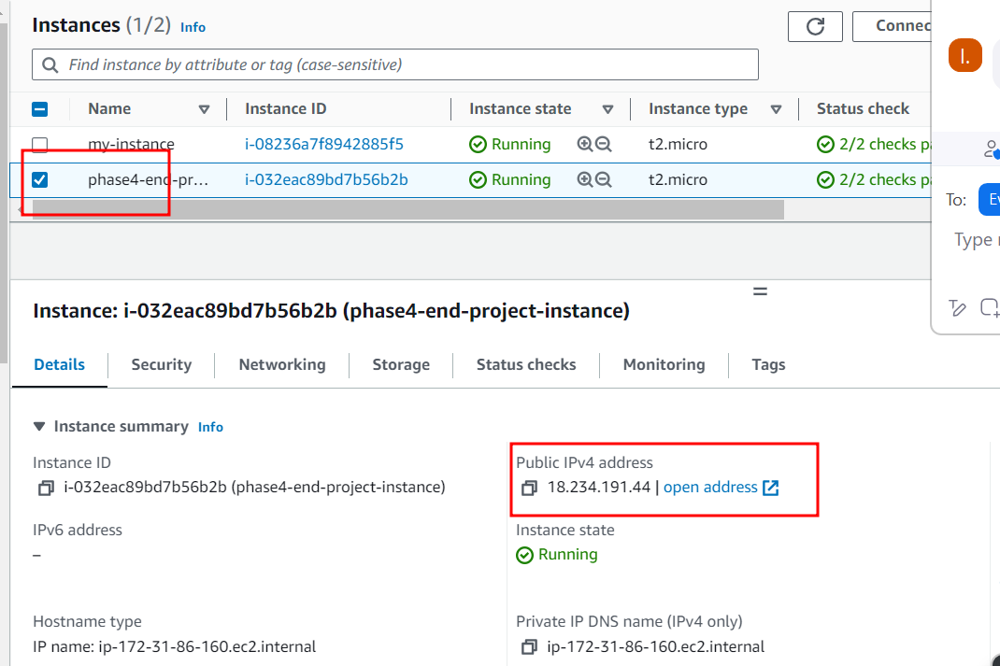 Instances (1/2) Info
Connec
I.
Find instance by attribute or tag (case-sensitive)
Name Instance ID Instance state Instance type Status check
my-instance i-08236a7f8942885f5 Running t2.micro 2/2 checks pa
phase4-end-pr... i-032eac89bd7b56b2b Running t2.micro 2/2 checks pa
To: Ev
Type
Instance: i-032eac89bd7b56b2b (phase4-end-project-instance)
Details Security Networking Storage Status checks Monitoring Tags
Instance summary Info
Instance ID
i-032eac89bd7b56b2b (phase4-end-project-instance)
Public IPv4 address
18.234.191.44 | open address
IPv6 address
–
Instance state
Running
Hostname type
IP name: ip-172-31-86-160.ec2.internal
Private IP DNS name (IPv4 only)
ip-172-31-86-160.ec2.internal